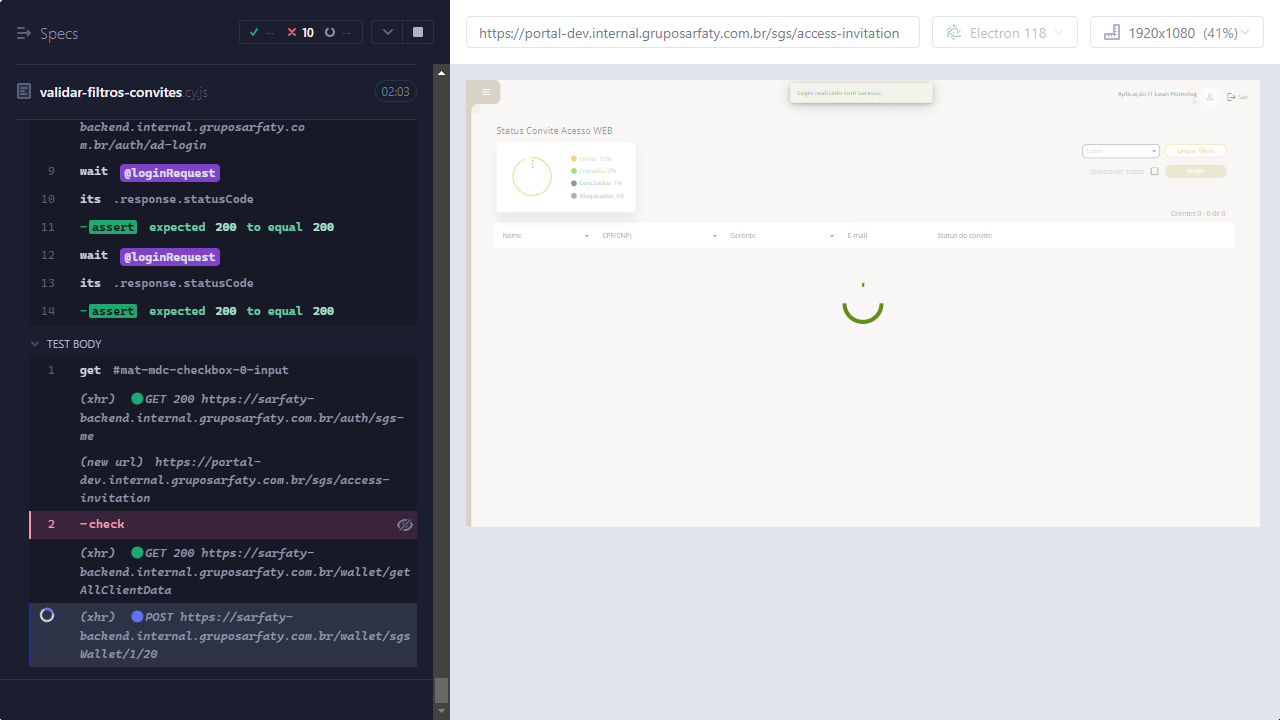 Specs
--
10
--
validar-filtros-convites.cy.js
02:03
backend.internal.gruposarfaty.co
m.br/auth/ad-login
9 wait @loginRequest
10 its .response.statusCode
11 -assert expected 200 to equal 200
12 wait @loginRequest
13 its .response.statusCode
14 -assert expected 200 to equal 200
TEST BODY
1 get #mat-mdc-checkbox-0-input
(xhr) GET 200 https://sarfaty-
backend.internal.gruposarfaty.com.br/auth/sgs-
me
(new url) https://portal-
dev.internal.gruposarfaty.com.br/sgs/access-
invitation
2 -check
(xhr) GET 200 https://sarfaty-
backend.internal.gruposarfaty.com.br/wallet/get
AllClientData
(xhr) POST https://sarfaty-
backend.internal.gruposarfaty.com.br/wallet/sgs
Wallet/1/20
https://portal-dev.internal.gruposarfaty.com.br/sgs/access-invitation
Electron 118
1920x1080 (41%)
Login realizado com sucesso.
Aplicação IT Lean Homolog
Sair
Status Convite Acesso WEB
Enviar 93%
Enviados 2%
Concluídos 1%
Bloqueados 4%
Todos
Limpar filtros
Selecionar todos
Enviar
Clientes 0 - 0 de 0
Nome
CPF/CNPJ
Gerente
E-mail
Status do convite